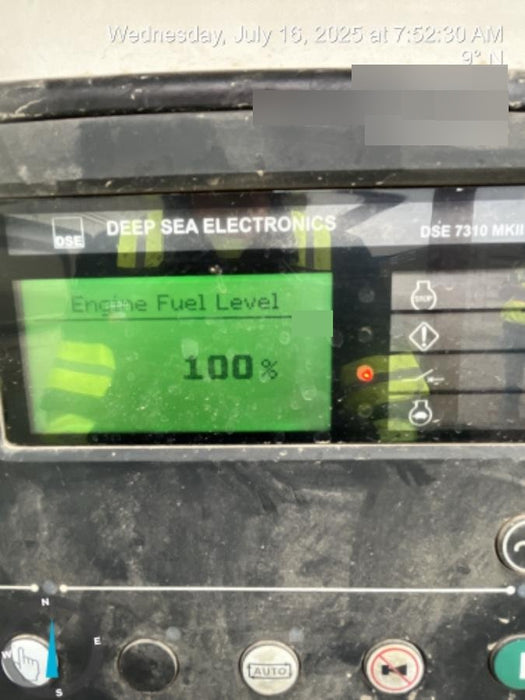 Wednesday, July 16, 2025 at 7:52:30 AM
9° N
DSE
DEEP SEA ELECTRONICS
DSE 7310 MKII
Engine Fuel Level
100 %
STOP
N
W
E
S
AUTO